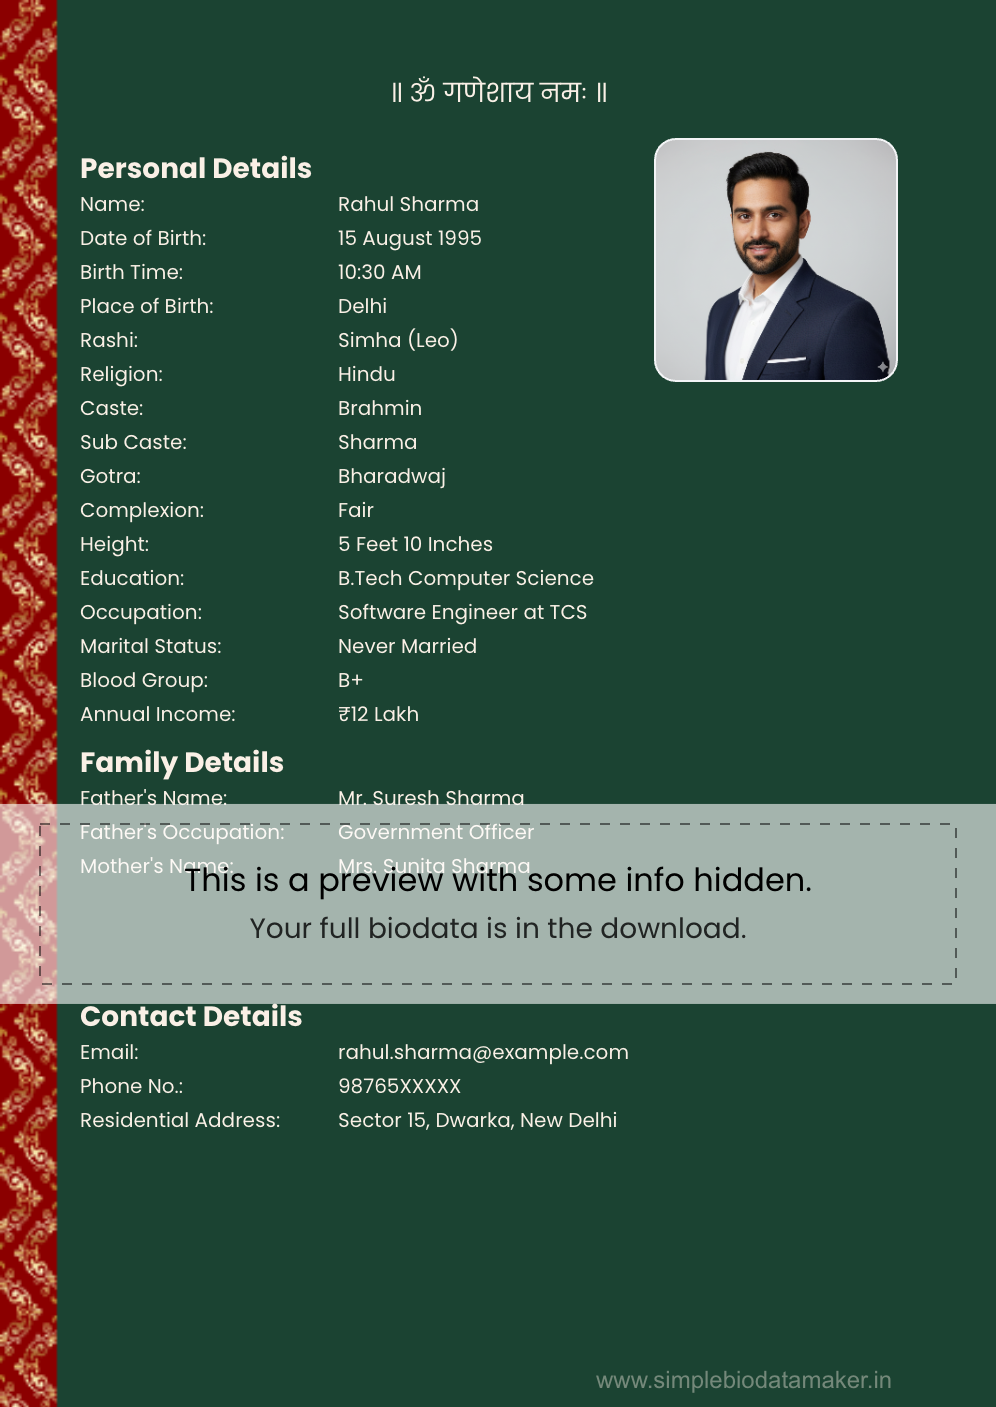 ॥ ॐ गणेशाय नमः ॥
Personal Details
Name: Rahul Sharma
Date of Birth: 15 August 1995
Birth Time: 10:30 AM
Place of Birth: Delhi
Rashi: Simha (Leo)
Religion: Hindu
Caste: Brahmin
Sub Caste: Sharma
Gotra: Bharadwaj
Complexion: Fair
Height: 5 Feet 10 Inches
Education: B.Tech Computer Science
Occupation: Software Engineer at TCS
Marital Status: Never Married
Blood Group: B+
Annual Income: ₹12 Lakh
Family Details
Father's Name: Mr. Suresh Sharma
Father's Occupation: Government Officer
Mother's Name: Mrs. Sunita Sharma
This is a preview with some info hidden.
Your full biodata is in the download.
Contact Details
Email: rahul.sharma@example.com
Phone No.: 98765XXXXX
Residential Address: Sector 15, Dwarka, New Delhi
www.simplebiodatamaker.in